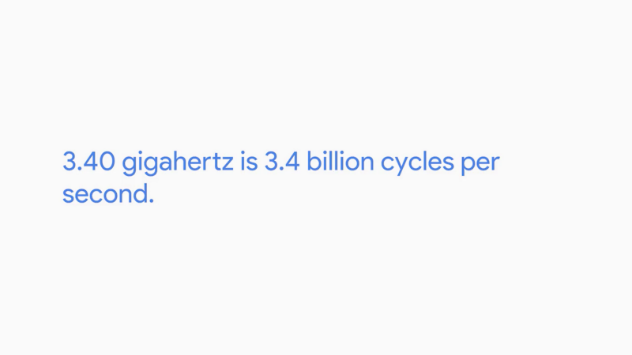 3.40 gigahertz is 3.4 billion cycles per
second.